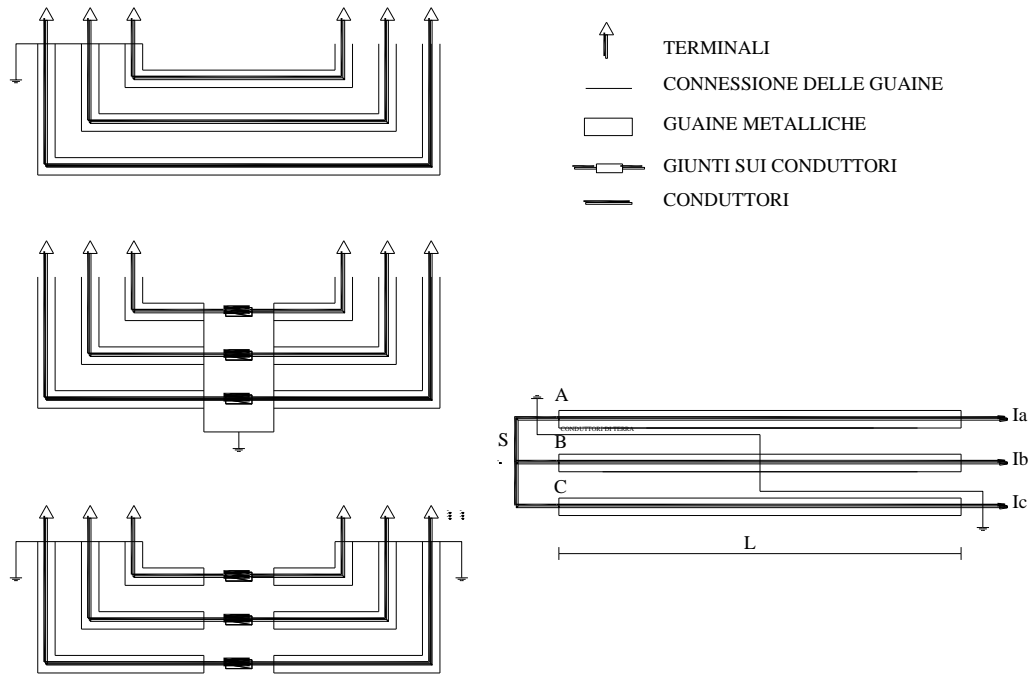 TERMINALI
CONNESSIONE DELLE GUAINE
GUAINE METALLICHE
GIUNTI SUI CONDUTTORI
CONDUTTORI
A
Ia
CONDUTTORI DI TERRA
S
B
Ib
C
Ic
L